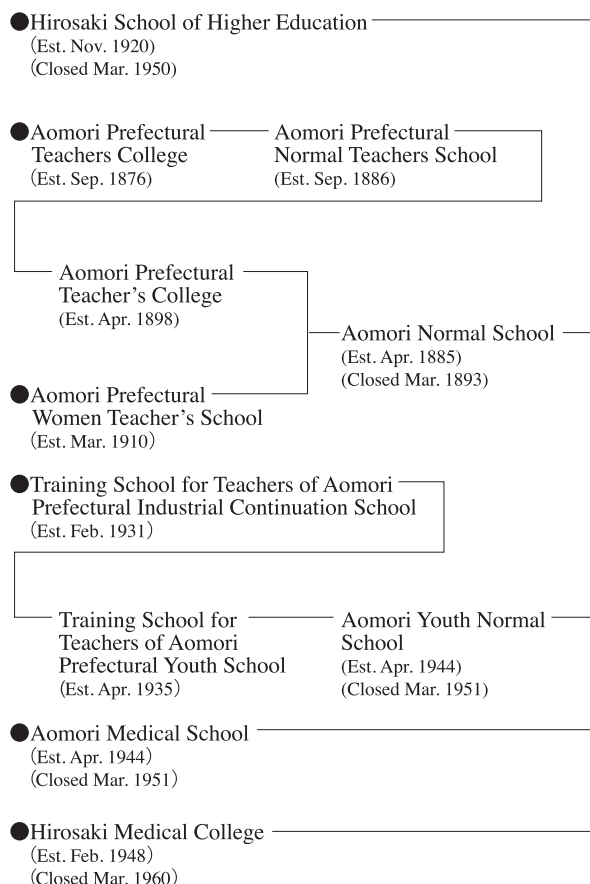 Hirosaki School of Higher Education
(Est. Nov. 1920)
(Closed Mar. 1950)
Aomori Prefectural
Teachers College
(Est. Sep. 1876)
Aomori Prefectural
Normal Teachers School
(Est. Sep. 1886)
Aomori Prefectural
Teacher’s College
(Est. Apr. 1898)
Aomori Normal School
(Est. Apr. 1885)
(Closed Mar. 1893)
Aomori Prefectural
Women Teacher’s School
(Est. Mar. 1910)
Training School for Teachers of Aomori
Prefectural Industrial Continuation School
(Est. Feb. 1931)
Training School for
Teachers of Aomori
Prefectural Youth School
(Est. Apr. 1935)
Aomori Youth Normal
School
(Est. Apr. 1944)
(Closed Mar. 1951)
Aomori Medical School
(Est. Apr. 1944)
(Closed Mar. 1951)
Hirosaki Medical College
(Est. Feb. 1948)
(Closed Mar. 1960)